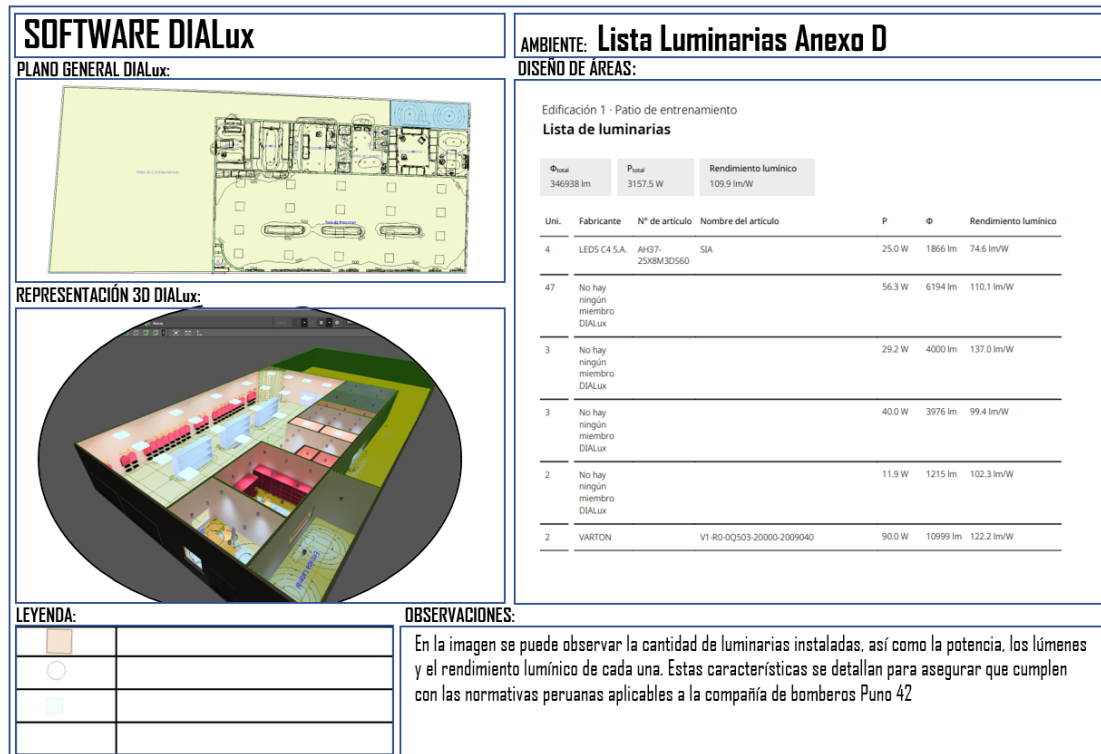 SOFTWARE DIALux
AMBIENTE: Lista Luminarias Anexo D
PLANO GENERAL DIALux:
DISEÑO DE ÁREAS:
Edificación 1 · Patio de entrenamiento
Lista de luminarias
Φtotal
346938 lm
Ptotal
3157.5 W
Rendimiento lumínico
109.9 lm/W
Uni. Fabricante N° de artículo Nombre del artículo P Φ Rendimiento lumínico
4 LEDS C4 S.A. AH37-25X8M3DS60 SIA 25.0 W 1866 lm 74.6 lm/W
47 No hay ningún miembro DIALux 56.3 W 6194 lm 110.1 lm/W
3 No hay ningún miembro DIALux 29.2 W 4000 lm 137.0 lm/W
3 No hay ningún miembro DIALux 40.0 W 3976 lm 99.4 lm/W
2 No hay ningún miembro DIALux 11.9 W 1215 lm 102.3 lm/W
2 VARTON V1-R0-0Q503-20000-2009040 90.0 W 10999 lm 122.2 lm/W
REPRESENTACIÓN 3D DIALux:
Entrada Lateral
LEYENDA:
OBSERVACIONES:
En la imagen se puede observar la cantidad de luminarias instaladas, así como la potencia, los lúmenes
y el rendimiento lumínico de cada una. Estas características se detallan para asegurar que cumplen
con las normativas peruanas aplicables a la compañía de bomberos Puno 42